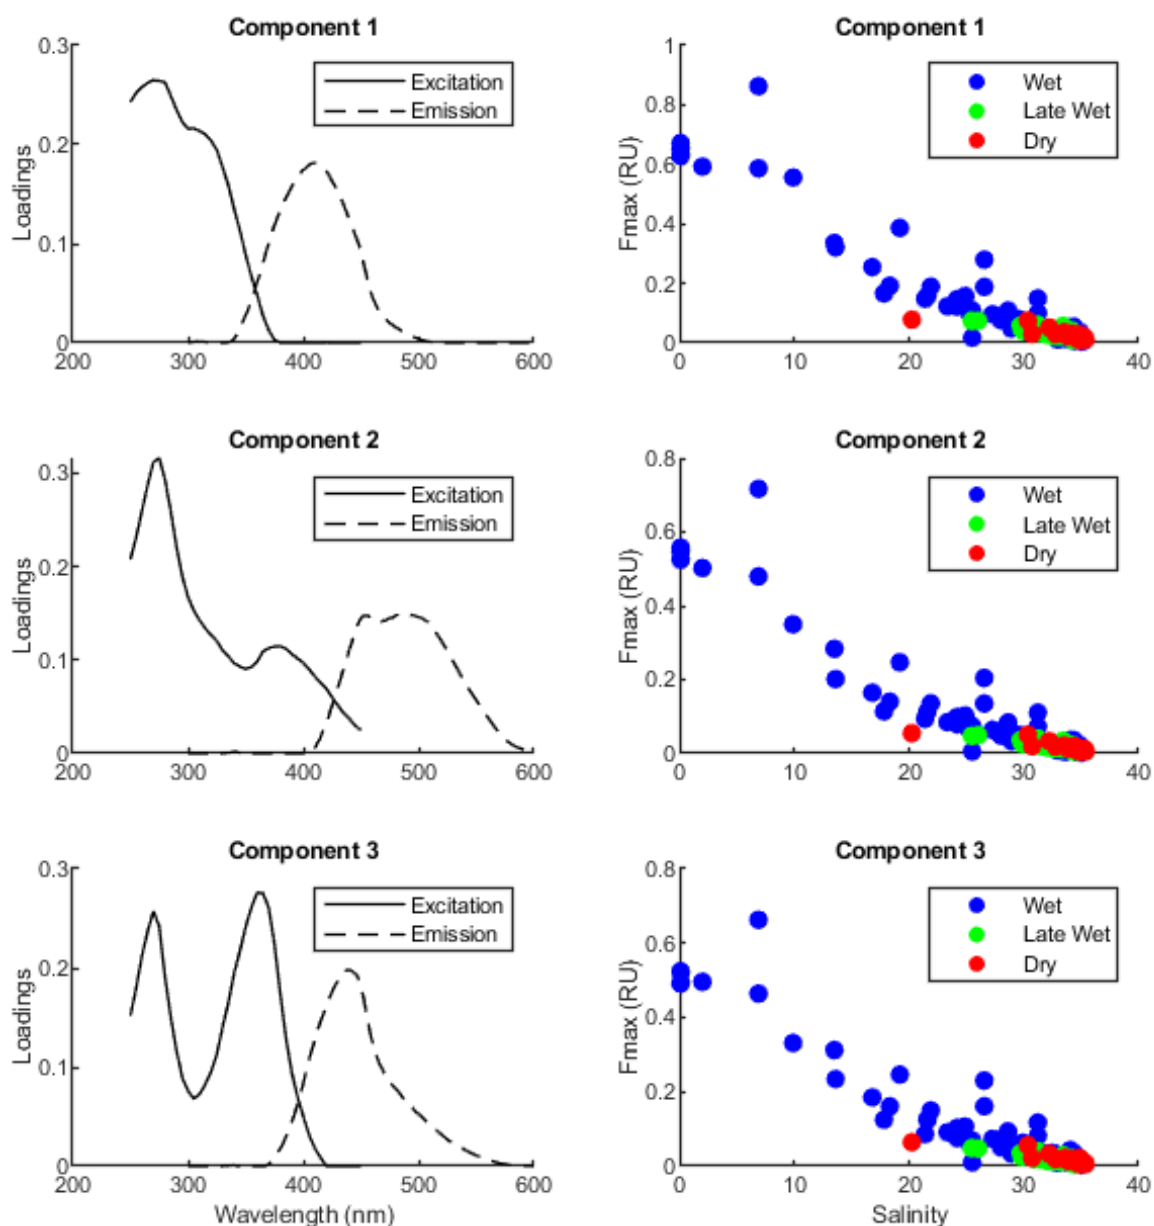 Component 1
0.3
0.2
0.1
0
Loadings
Excitation
Emission
200 300 400 500 600
Component 1
1
0.8
0.6
0.4
0.2
0
Fmax (RU)
Wet
Late Wet
Dry
0 10 20 30 40
Component 2
0.3
0.2
0.1
0
Loadings
Excitation
Emission
200 300 400 500 600
Component 2
0.8
0.6
0.4
0.2
0
Fmax (RU)
Wet
Late Wet
Dry
0 10 20 30 40
Component 3
0.3
0.2
0.1
0
Loadings
Excitation
Emission
200 300 400 500 600
Wavelength (nm)
Component 3
0.8
0.6
0.4
0.2
0
Fmax (RU)
Wet
Late Wet
Dry
0 10 20 30 40
Salinity